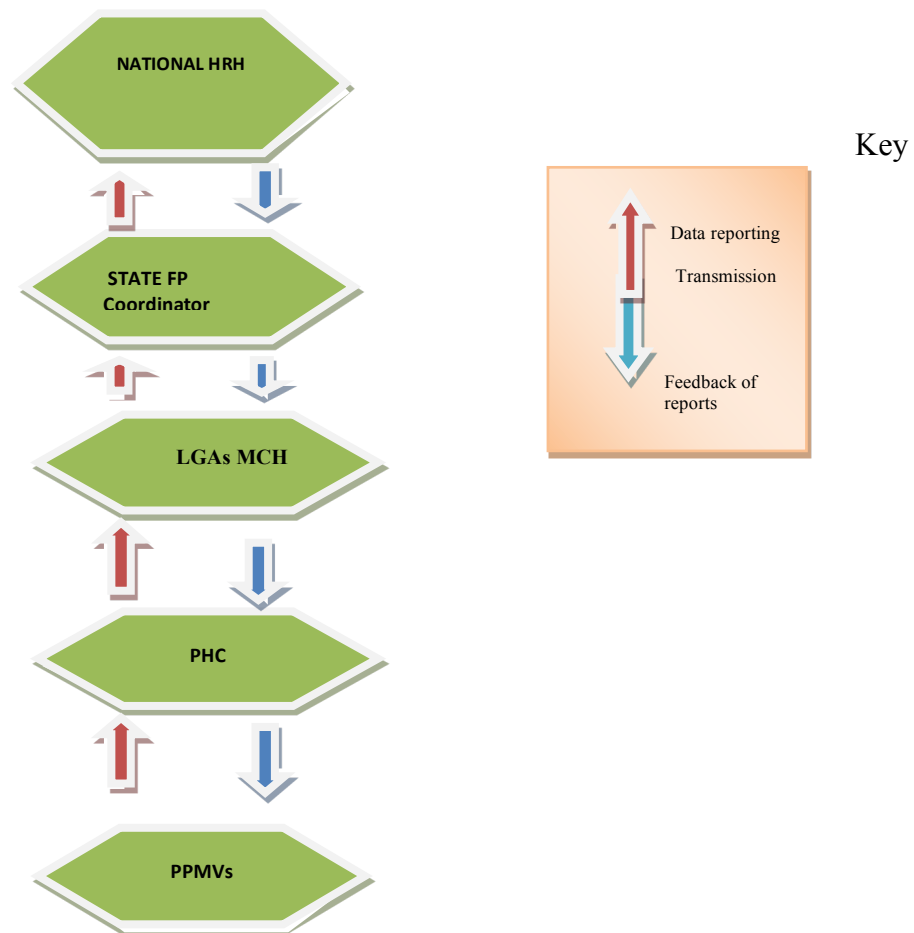 NATIONAL HRH
STATE FP
Coordinator
LGAs MCH
PHC
PPMVs
Key
Data reporting
Transmission
Feedback of
reports